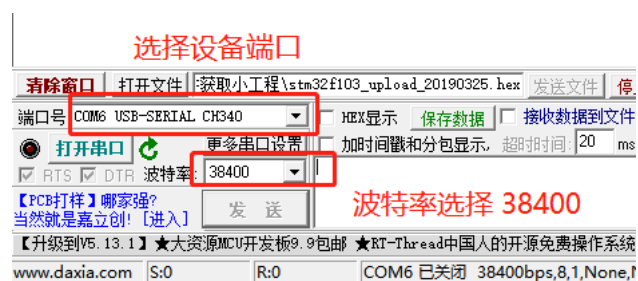 选择设备端口
清除窗口 打开文件 获取小工程\stm32f103_upload_20190325.hex 发送文件 停
端口号 COM6 USB-SERIAL CH340 HEX显示 保存数据 接收数据到文件
打开串口 更多串口设置 加时间戳和分包显示, 超时时间: 20 ms
RTS DTR 波特率: 38400
【PCB打样】哪家强?
当然就是嘉立创! [进入] 发 送 波特率选择 38400
【升级到V5.13.1】★大资源MCU开发板9.9包邮 ★RT-Thread中国人的开源免费操作系统
www.daxia.com S:0 R:0 COM6 已关闭 38400bps,8,1,None,N